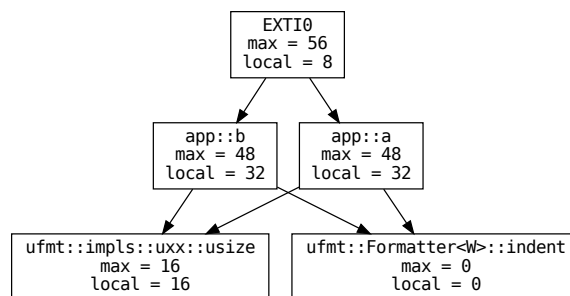 EXTI0
max = 56
local = 8
app::b
max = 48
local = 32
app::a
max = 48
local = 32
ufmt::impls::uxx::usize
max = 16
local = 16
ufmt::Formatter<W>::indent
max = 0
local = 0